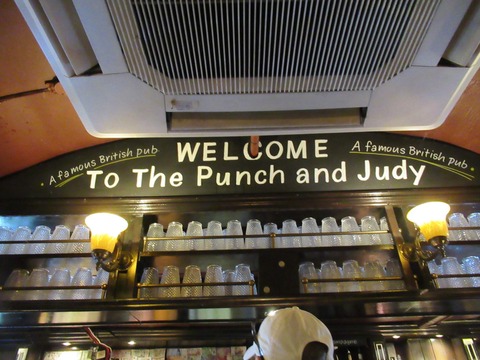 A famous British pub
WELCOME
A famous British pub
To The Punch and Judy